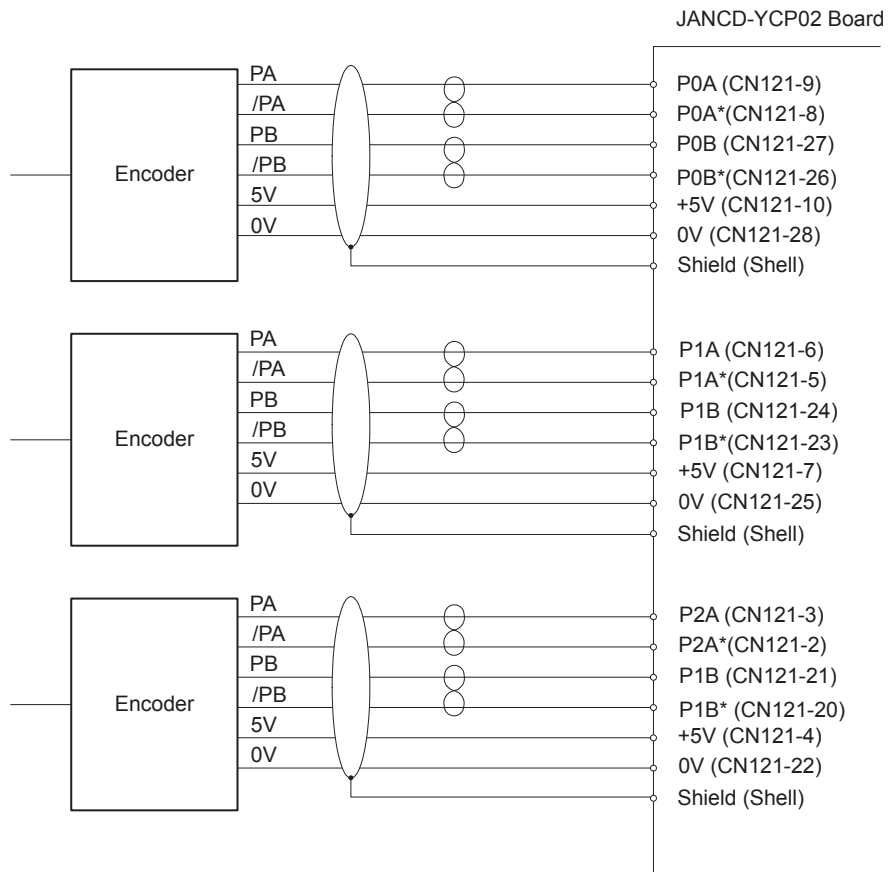 JANCD-YCP02 Board
PA
P0A (CN121-9)
/PA
P0A*(CN121-8)
PB
P0B (CN121-27)
/PB
P0B*(CN121-26)
Encoder
5V
+5V (CN121-10)
0V
0V (CN121-28)
Shield (Shell)
PA
P1A (CN121-6)
/PA
P1A*(CN121-5)
PB
P1B (CN121-24)
/PB
P1B*(CN121-23)
Encoder
5V
+5V (CN121-7)
0V
0V (CN121-25)
Shield (Shell)
PA
P2A (CN121-3)
/PA
P2A*(CN121-2)
PB
P1B (CN121-21)
/PB
P1B* (CN121-20)
Encoder
5V
+5V (CN121-4)
0V
0V (CN121-22)
Shield (Shell)